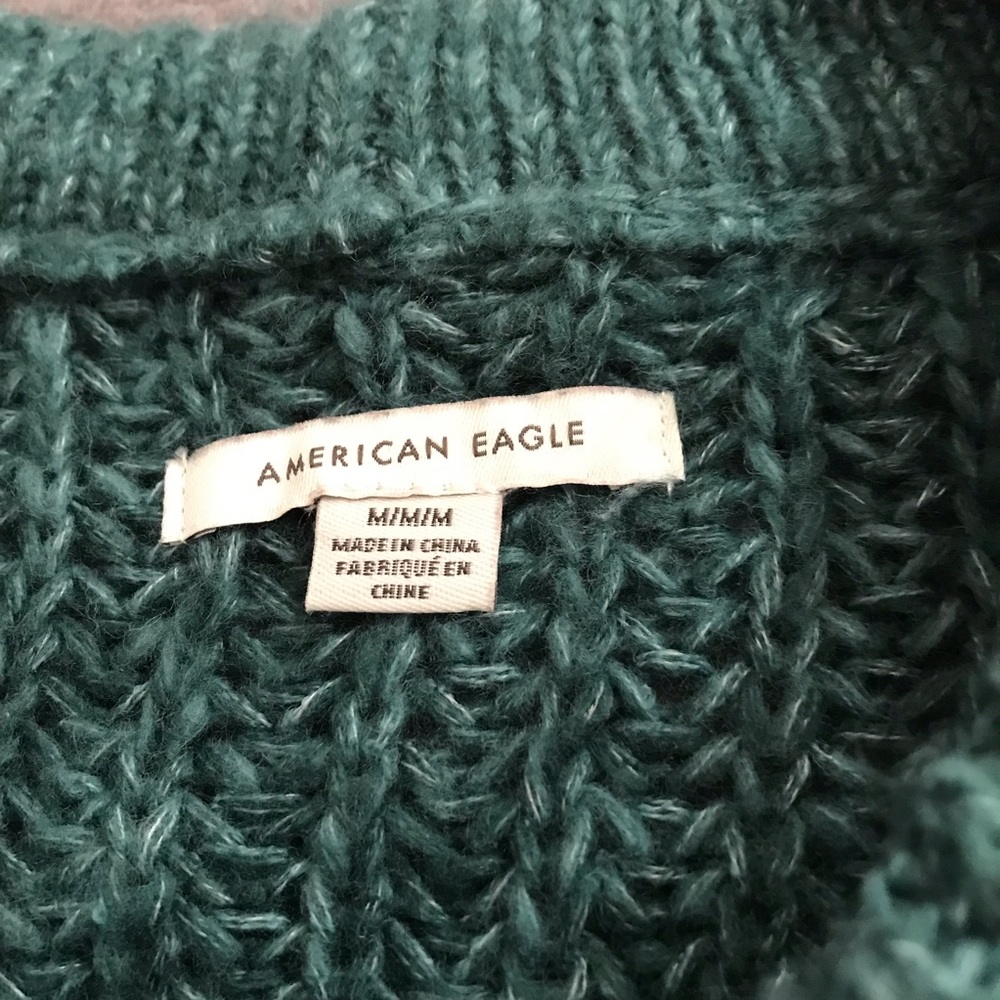 AMERICAN EAGLE
M/M/M
MADE IN CHINA
FABRIQUÉ EN
CHINE